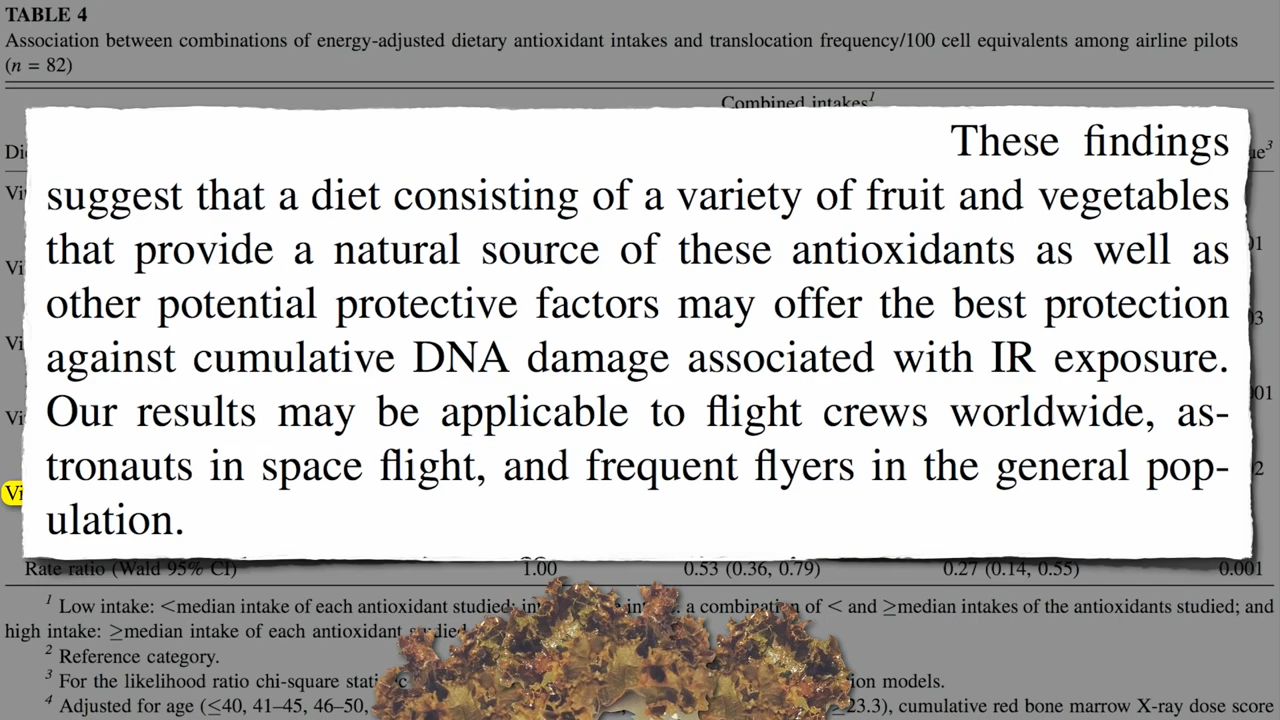 TABLE 4
Association between combinations of energy-adjusted dietary antioxidant intakes and translocation frequency/100 cell equivalents among airline pilots
(n = 82)
Combined intakes1
These findings
suggest that a diet consisting of a variety of fruit and vegetables
that provide a natural source of these antioxidants as well as
other potential protective factors may offer the best protection
against cumulative DNA damage associated with IR exposure.
Our results may be applicable to flight crews worldwide, as-
tronauts in space flight, and frequent flyers in the general pop-
ulation.
Rate ratio (Wald 95% CI) 1.00 0.53 (0.36, 0.79) 0.27 (0.14, 0.55) 0.001
1 Low intake: <median intake of each antioxidant studied; a combination of < and ≥median intakes of the antioxidants studied; and
high intake: ≥median intake of each antioxidant
2 Reference category.
3 For the likelihood ratio chi-square models.
4 Adjusted for age (≤40, 41–45, 46–50, ≥23.3), cumulative red bone marrow X-ray dose score